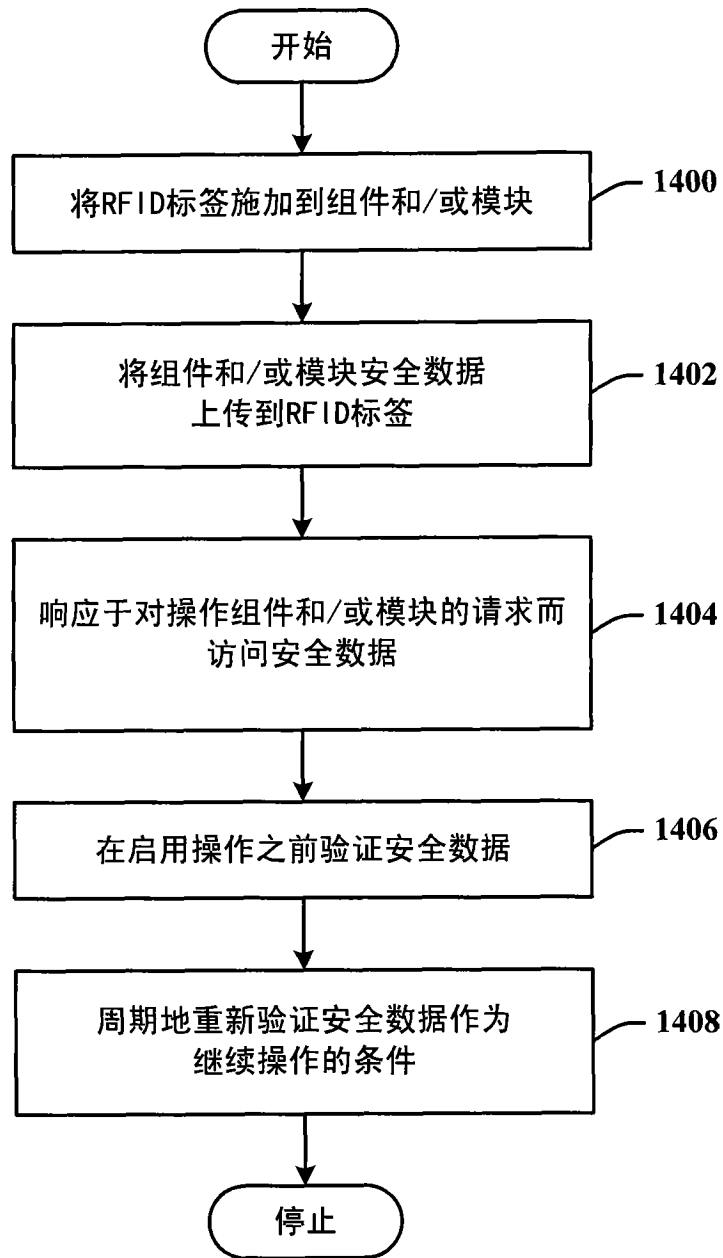 开始
将RFID标签施加到组件和/或模块
1400
将组件和/或模块安全数据
上传到RFID标签
1402
响应于对操作组件和/或模块的请求而
访问安全数据
1404
在启用操作之前验证安全数据
1406
周期地重新验证安全数据作为
继续操作的条件
1408
停止